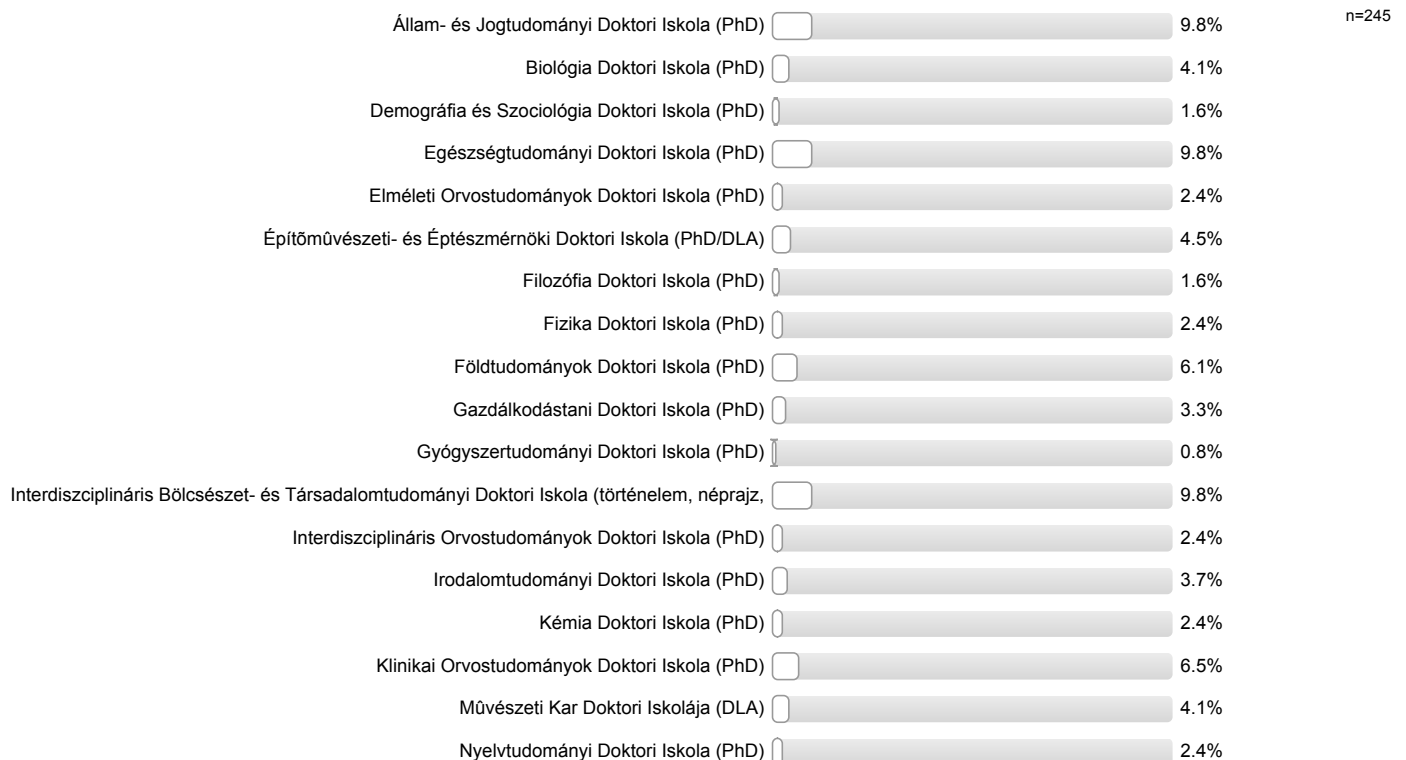 Állam- és Jogtudományi Doktori Iskola (PhD) 9.8% n=245
Biológia Doktori Iskola (PhD) 4.1%
Demográfia és Szociológia Doktori Iskola (PhD) 1.6%
Egészségtudományi Doktori Iskola (PhD) 9.8%
Elméleti Orvostudományok Doktori Iskola (PhD) 2.4%
Építõmûvészeti- és Éptészmérnöki Doktori Iskola (PhD/DLA) 4.5%
Filozófia Doktori Iskola (PhD) 1.6%
Fizika Doktori Iskola (PhD) 2.4%
Földtudományok Doktori Iskola (PhD) 6.1%
Gazdálkodástani Doktori Iskola (PhD) 3.3%
Gyógyszertudományi Doktori Iskola (PhD) 0.8%
Interdiszciplináris Bölcsészet- és Társadalomtudományi Doktori Iskola (történelem, néprajz, 9.8%
Interdiszciplináris Orvostudományok Doktori Iskola (PhD) 2.4%
Irodalomtudományi Doktori Iskola (PhD) 3.7%
Kémia Doktori Iskola (PhD) 2.4%
Klinikai Orvostudományok Doktori Iskola (PhD) 6.5%
Mûvészeti Kar Doktori Iskolája (DLA) 4.1%
Nyelvtudományi Doktori Iskola (PhD) 2.4%